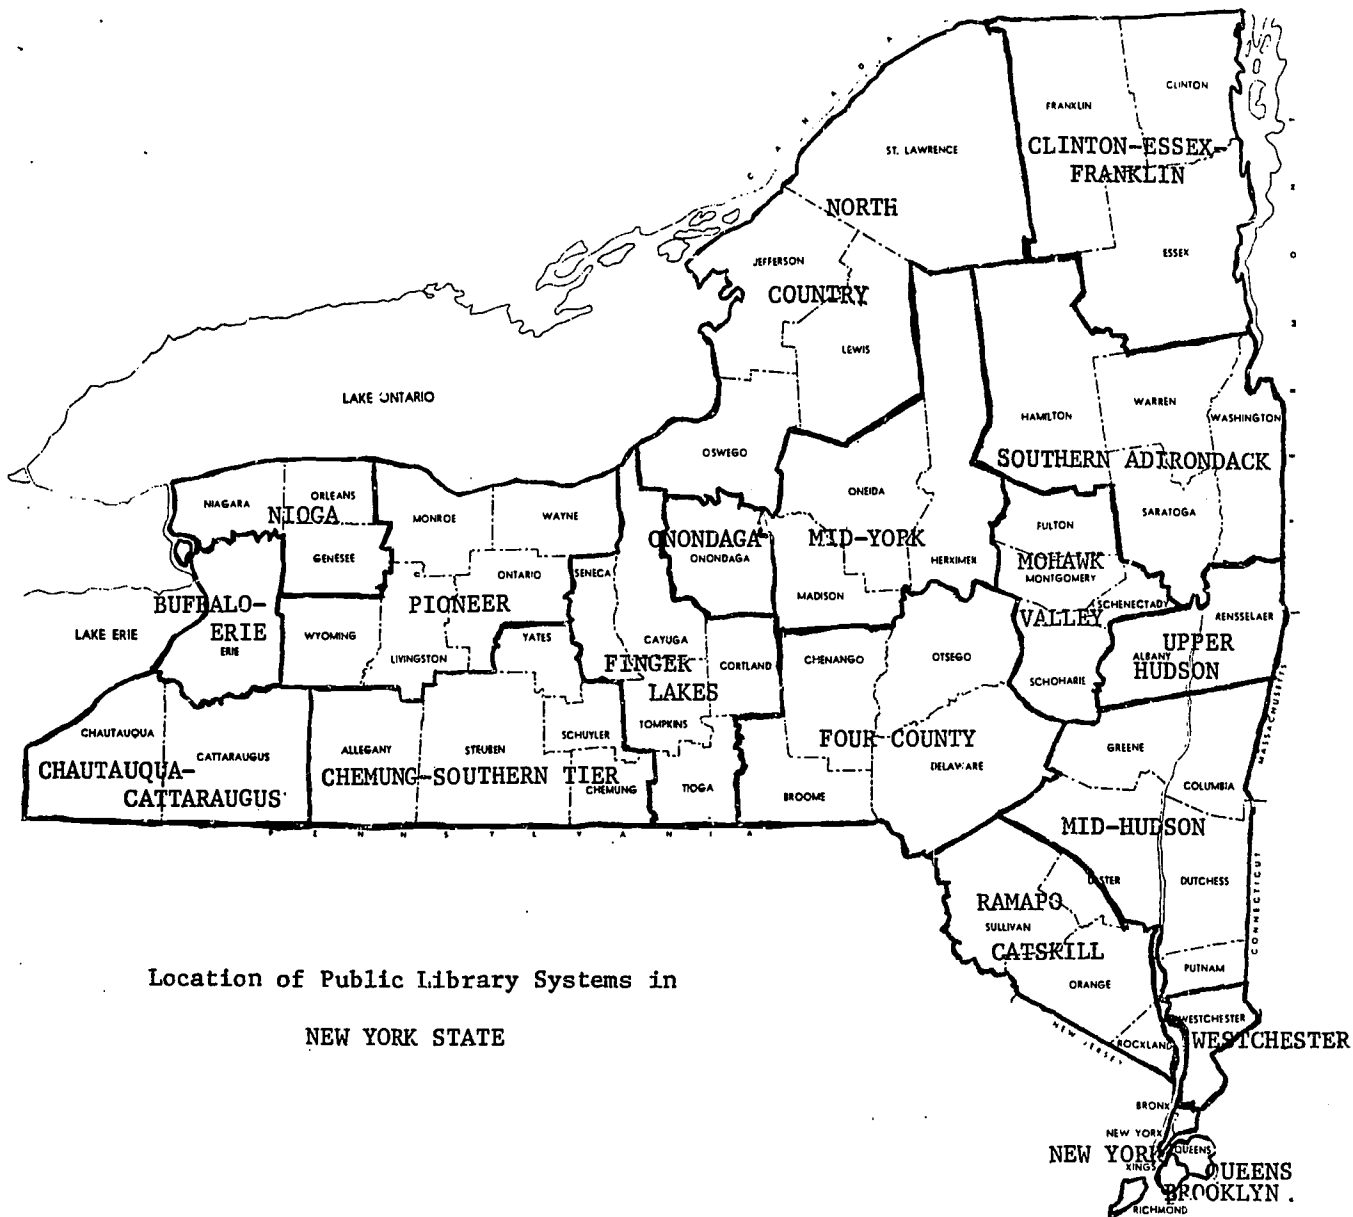 CANADA
CLINTON
FRANKLIN
CLINTON-ESSEX-
FRANKLIN
ST. LAWRENCE
NORTH
ESSEX
JEFFERSON
COUNTRY
LEWIS
LAKE ONTARIO
WARREN
HAMILTON
WASHINGTON
SOUTHERN ADIRONDACK
OSWEGO
ONEIDA
ORLEANS
NIAGARA
NIOGA
MONROE
WAYNE
SARATOGA
FULTON
ONONDAGA-
ONONDAGA
MID-YORK
HERKIMER
MOHAWK
MONTGOMERY
GENESEE
ONTARIO
SENECA
MADISON
SCHENECTADY
VALLEY
RENSSELAER
BUFFALO-
ERIE
ERIE
PIONEER
LAKE ERIE
WYOMING
YATES
CAYUGA
LIVINGSTON
FINGER
LAKES
CORTLAND
CHENANGO
OTSEGO
ALBANY
UPPER
HUDSON
SCHOHARIE
MASSACHUSETTS
CHAUTAUQUA
CATTARAUGUS
ALLEGANY
STEUBEN
SCHUYLER
TOMPKINS
FOUR COUNTY
DELAWARE
GREENE
COLUMBIA
CHAUTAUQUA-
CATTARAUGUS
CHEMUNG-SOUTHERN TIER
CHEMUNG
TIOGA
BROOME
PENNSYLVANIA
MID-HUDSON
ULSTER
DUTCHESS
CONNECTICUT
RAMAPO
SULLIVAN
CATSKILL
ORANGE
PUTNAM
Location of Public Library Systems in
NEW YORK STATE
NEW JERSEY
ROCKLAND
WESTCHESTER
WESTCHESTER
BRONX
NEW YORK
NEW YORK
QUEENS
KINGS
QUEENS
BROOKLYN
RICHMOND